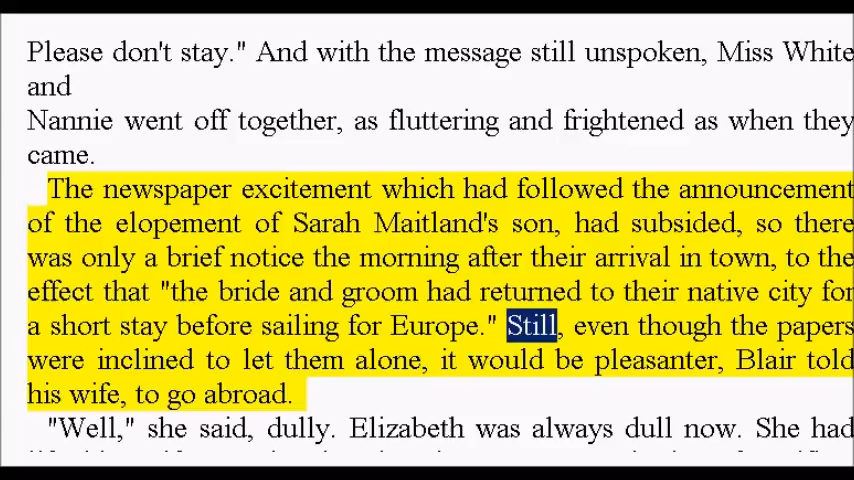 Please don't stay." And with the message still unspoken, Miss White
and
Nannie went off together, as fluttering and frightened as when they
came.
The newspaper excitement which had followed the announcement
of the elopement of Sarah Maitland's son, had subsided, so there
was only a brief notice the morning after their arrival in town, to the
effect that "the bride and groom had returned to their native city for
a short stay before sailing for Europe." Still, even though the papers
were inclined to let them alone, it would be pleasanter, Blair told
his wife, to go abroad.
"Well," she said, dully. Elizabeth was always dull now. She had